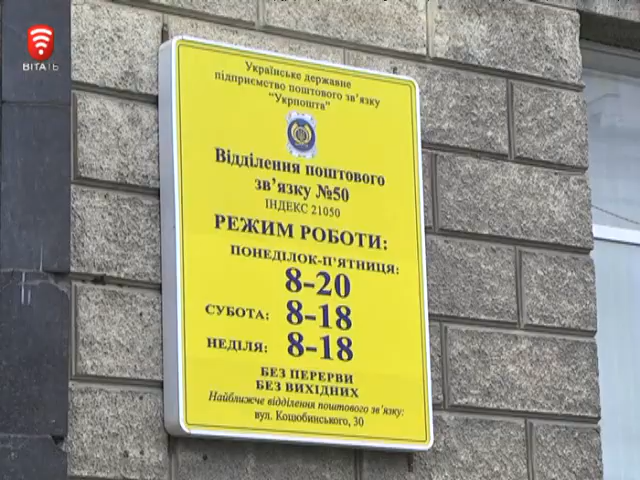 ВІТА ТБ
Українське державне
підприємство поштового зв'язку
"Укрпошта"
Відділення поштового
зв'язку №50
ІНДЕКС 21050
РЕЖИМ РОБОТИ:
ПОНЕДІЛОК-П'ЯТНИЦЯ:
8-20
СУБОТА: 8-18
НЕДІЛЯ: 8-18
БЕЗ ПЕРЕРВИ
БЕЗ ВИХІДНИХ
Найближче відділення поштового зв'язку:
вул. Коцюбинського, 30